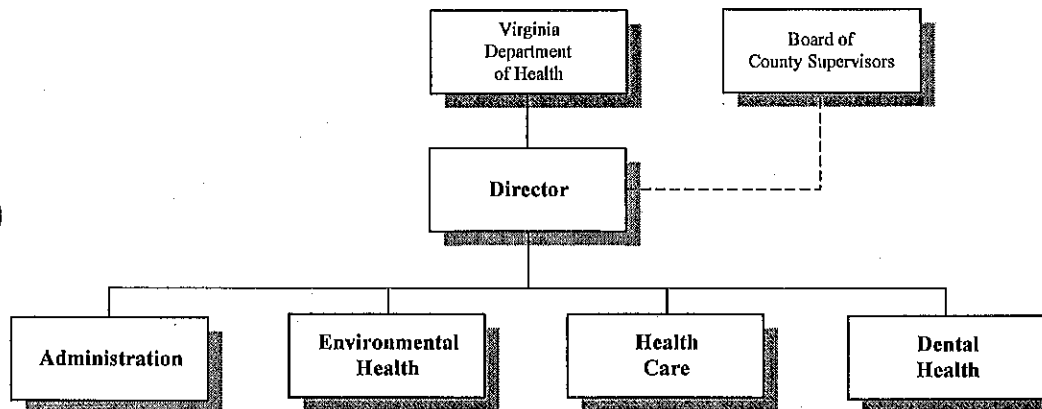 Virginia
Department
of Health
Board of
County Supervisors
Director
Administration
Environmental
Health
Health
Care
Dental
Health